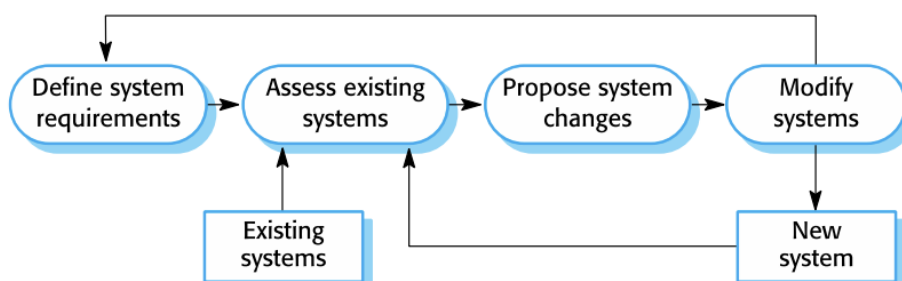 Define system
requirements
Assess existing
systems
Propose system
changes
Modify
systems
Existing
systems
New
system